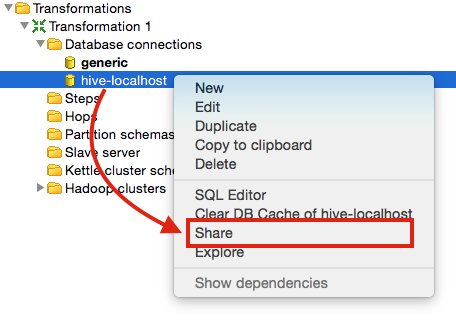 Transformations
Transformation 1
Database connections
generic
hive-localhost
Steps
Hops
Partition schemas
Slave server
Kettle cluster sche
Hadoop clusters
New
Edit
Duplicate
Copy to clipboard
Delete
SQL Editor
Clear DB Cache of hive-localhost
Share
Explore
Show dependencies